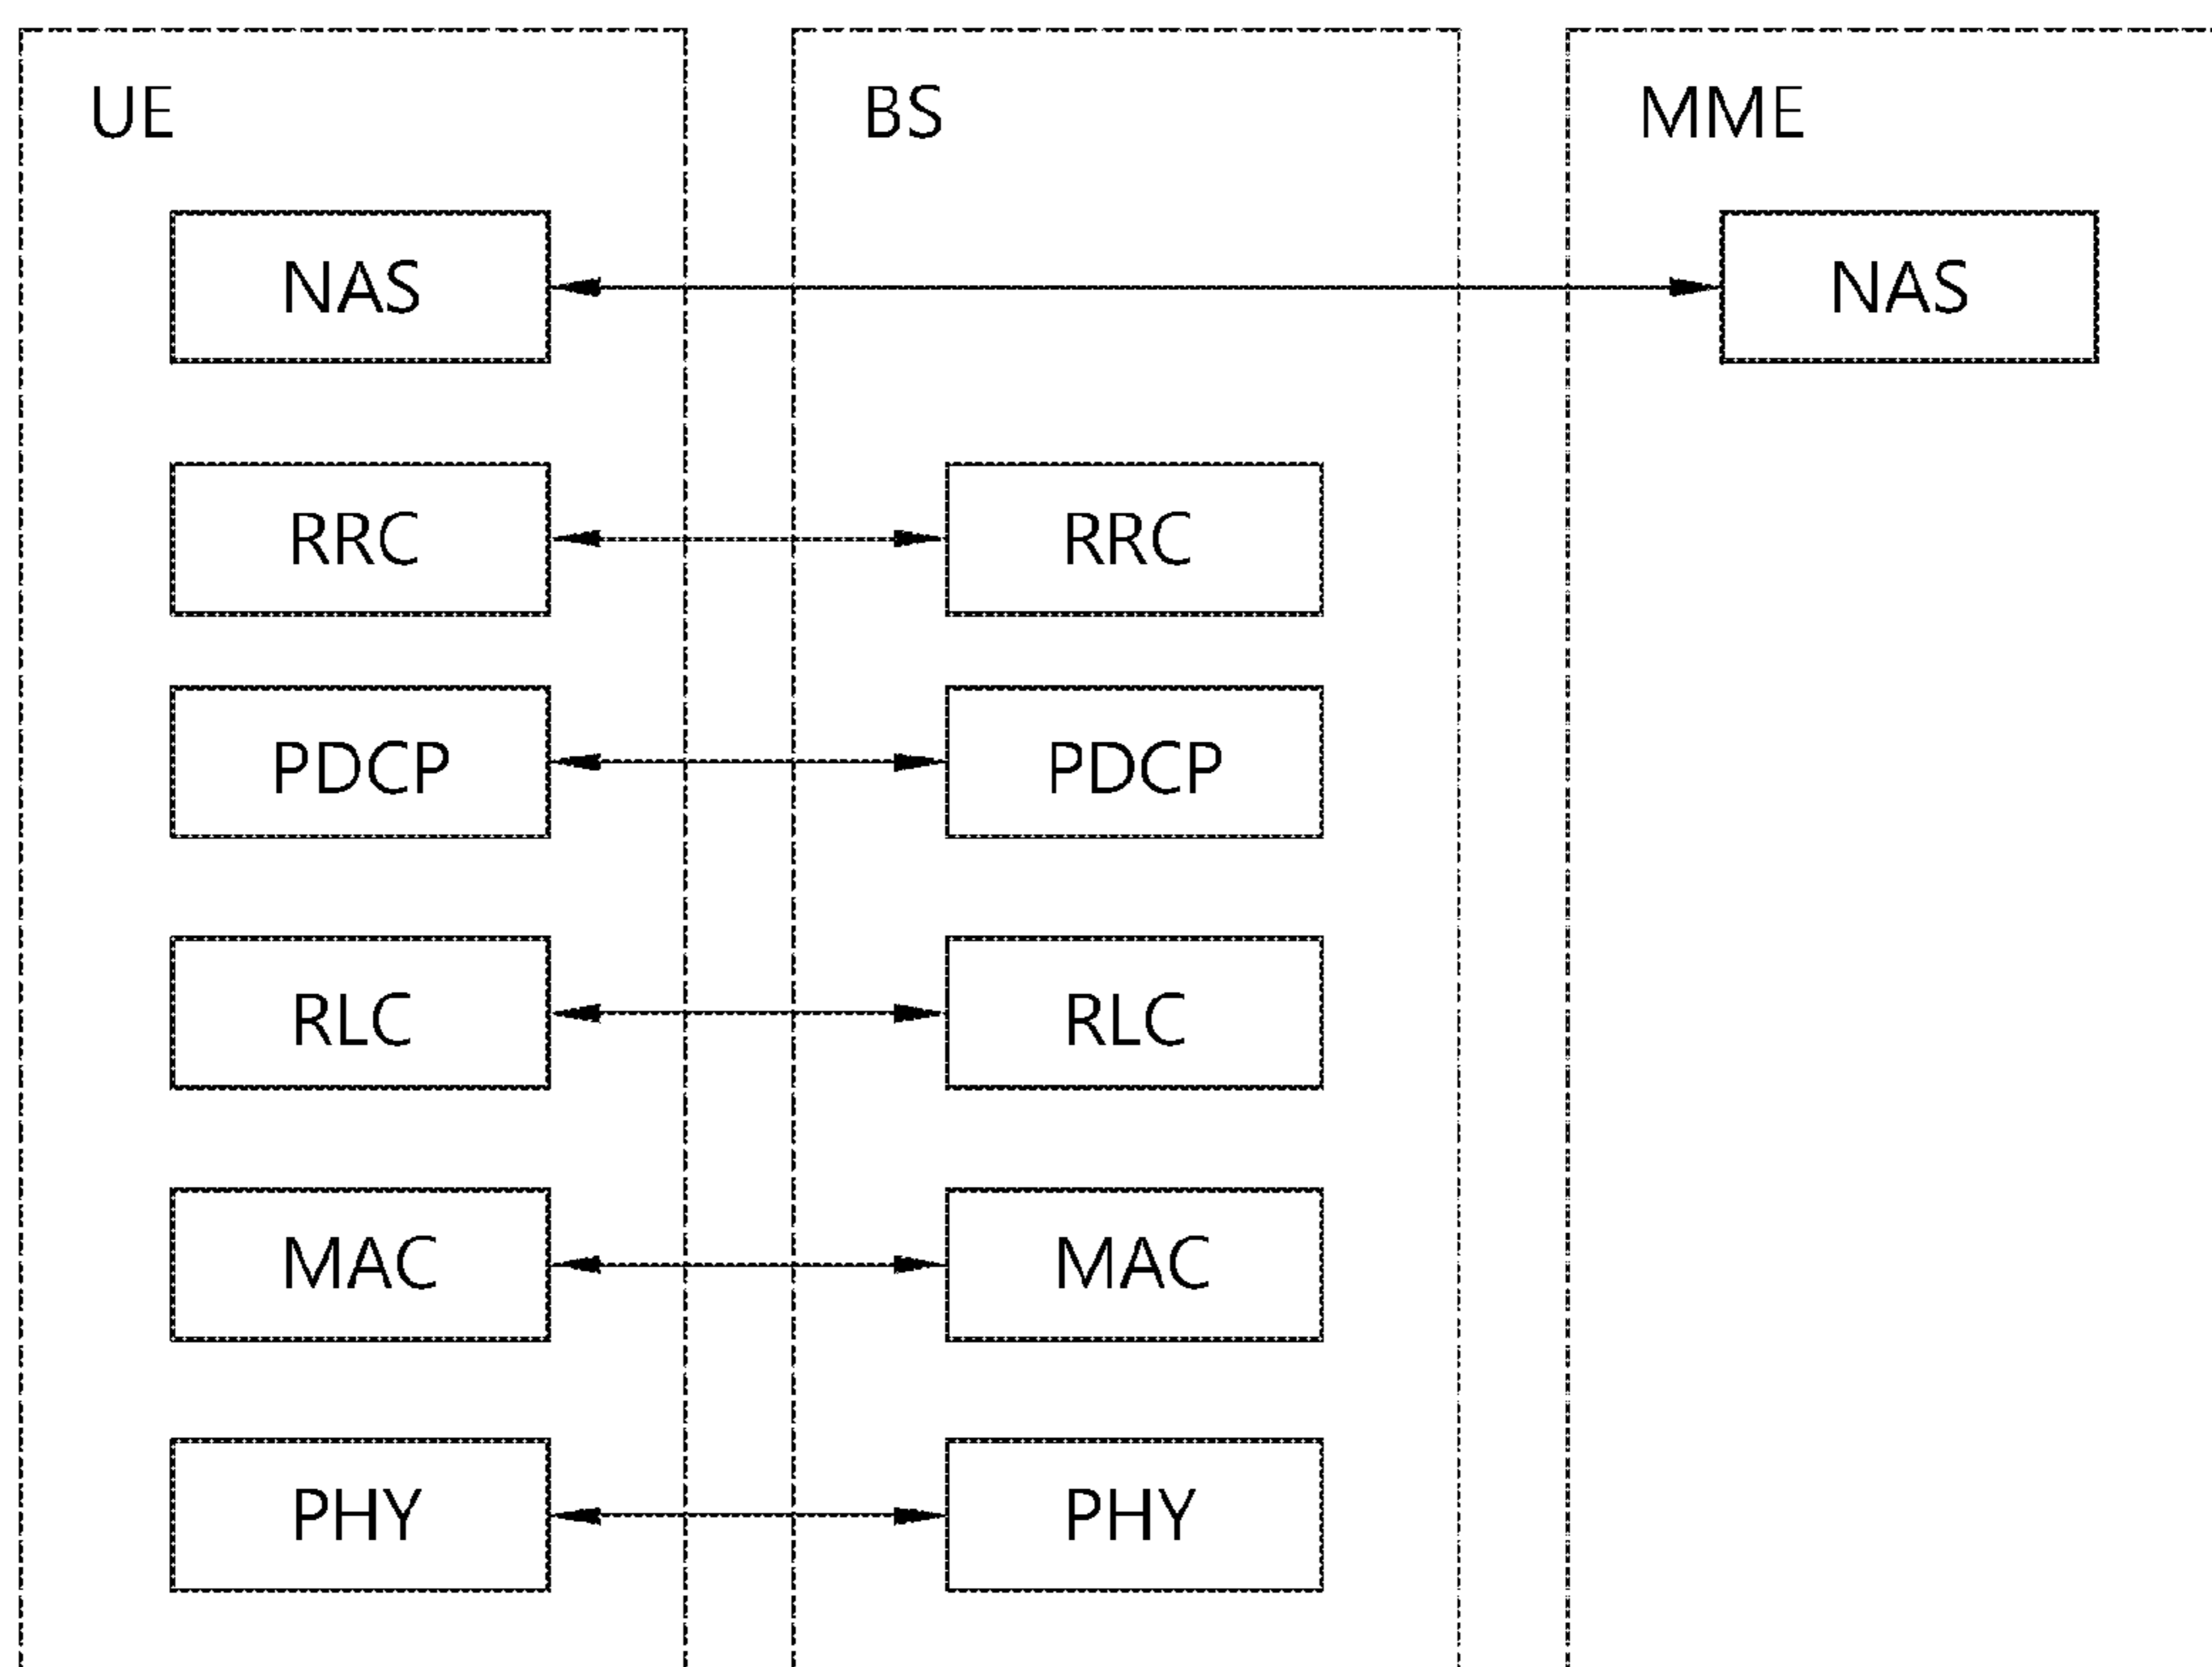 UE
BS
MME
NAS
NAS
RRC
RRC
PDCP
PDCP
RLC
RLC
MAC
MAC
PHY
PHY